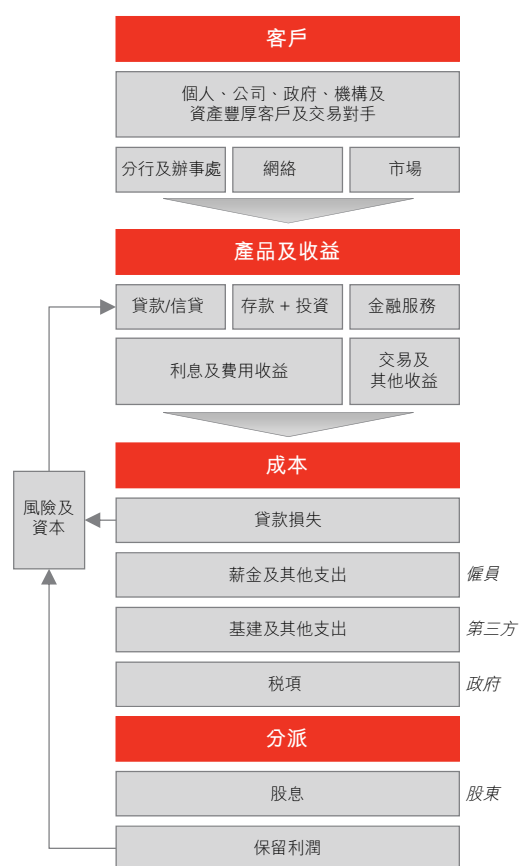 客戶
個人、公司、政府、機構及
資產豐厚客戶及交易對手
分行及辦事處
網絡
市場
產品及收益
貸款/信貸
存款 + 投資
金融服務
利息及費用收益
交易及
其他收益
成本
風險及
資本
貸款損失
薪金及其他支出
僱員
基建及其他支出
第三方
税項
政府
分派
股息
股東
保留利潤